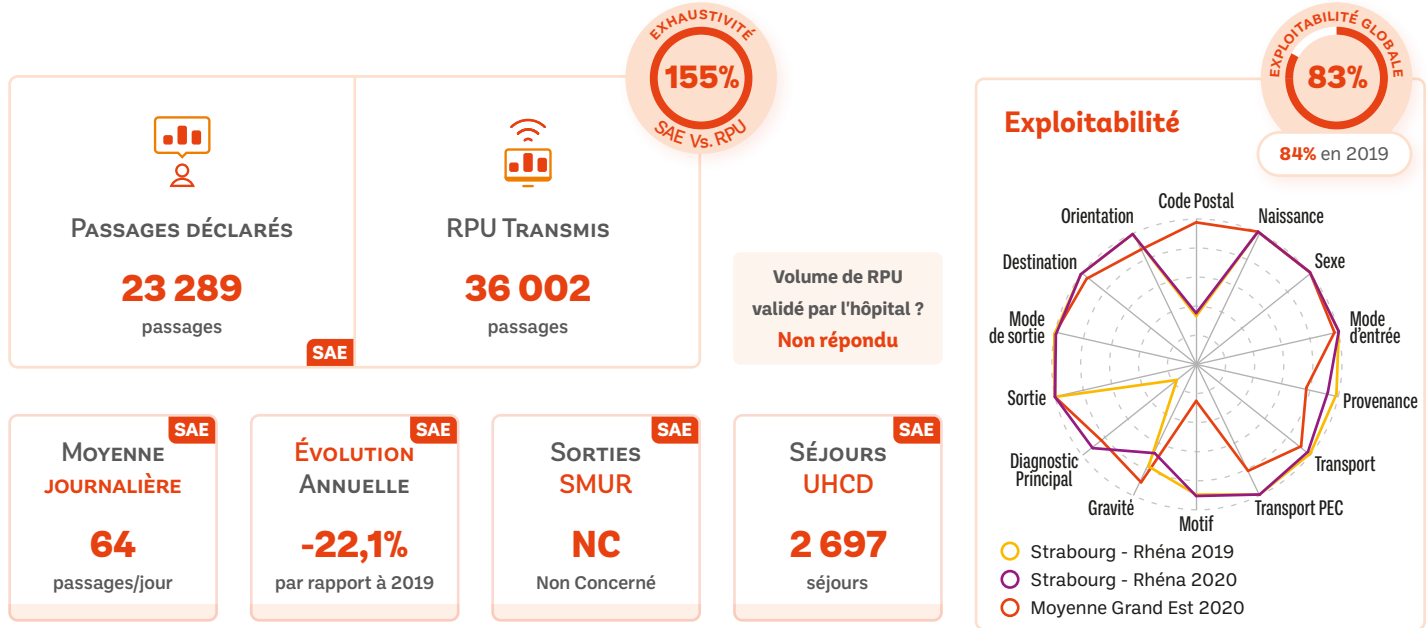 EXHAUSTIVITÉ
155%
SAE Vs. RPU
PASSAGES DÉCLARÉS
23 289
passages
SAE
RPU TRANSMIS
36 002
passages
Volume de RPU
validé par l'hôpital ?
Non répondu
SAE
MOYENNE
JOURNALIÈRE
64
passages/jour
SAE
ÉVOLUTION
ANNUELLE
-22,1%
par rapport à 2019
SAE
SORTIES
SMUR
NC
Non Concerné
SAE
SÉJOURS
UHCD
2 697
séjours
EXPLOITABILITÉ GLOBALE
83%
84% en 2019
Exploitabilité
Code Postal
Naissance
Sexe
Mode
d'entrée
Provenance
Transport
Transport PEC
Motif
Gravité
Diagnostic
Principal
Sortie
Mode
de sortie
Destination
Orientation
Strabourg - Rhéna 2019
Strabourg - Rhéna 2020
Moyenne Grand Est 2020